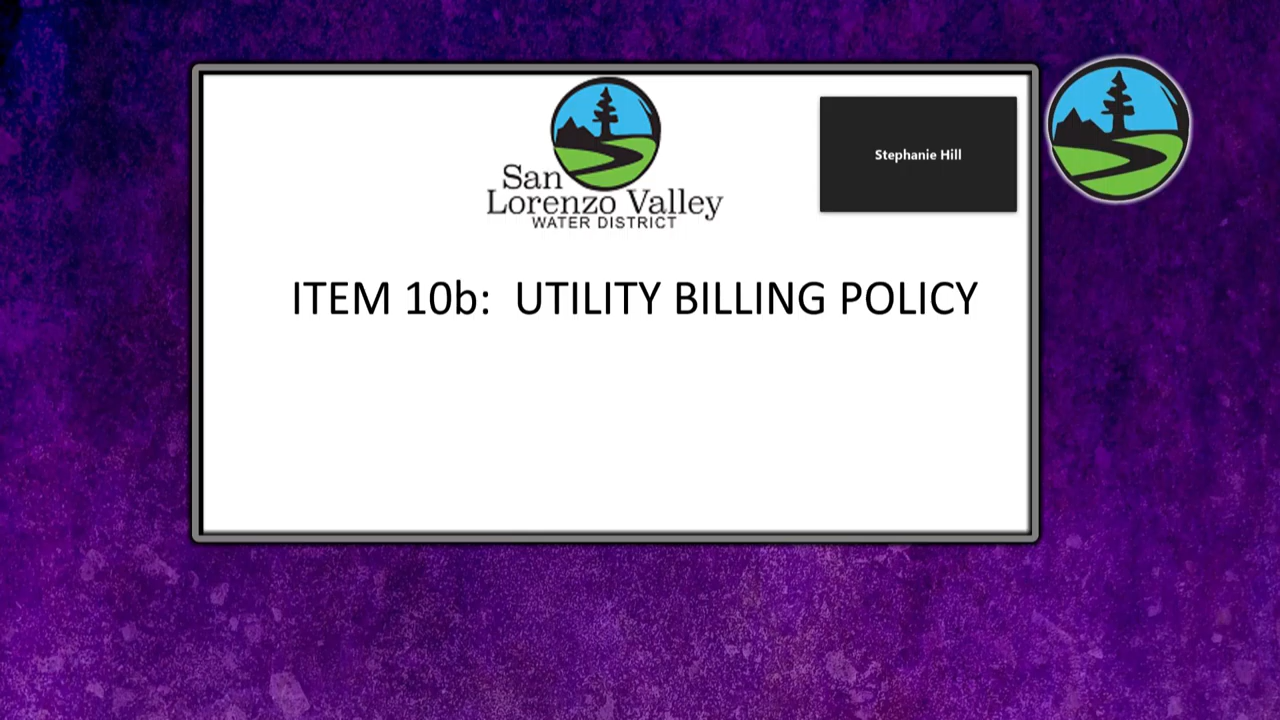 San
Lorenzo Valley
WATER DISTRICT
Stephanie Hill
ITEM 10b: UTILITY BILLING POLICY